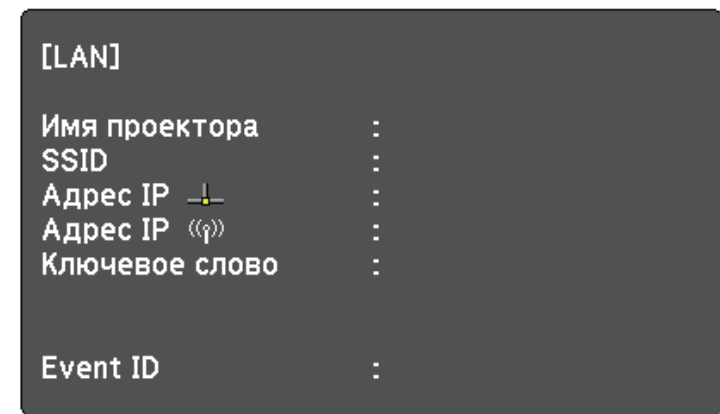 [LAN]
Имя проектора :
SSID :
Адрес IP :
Адрес IP :
Ключевое слово :
Event ID :